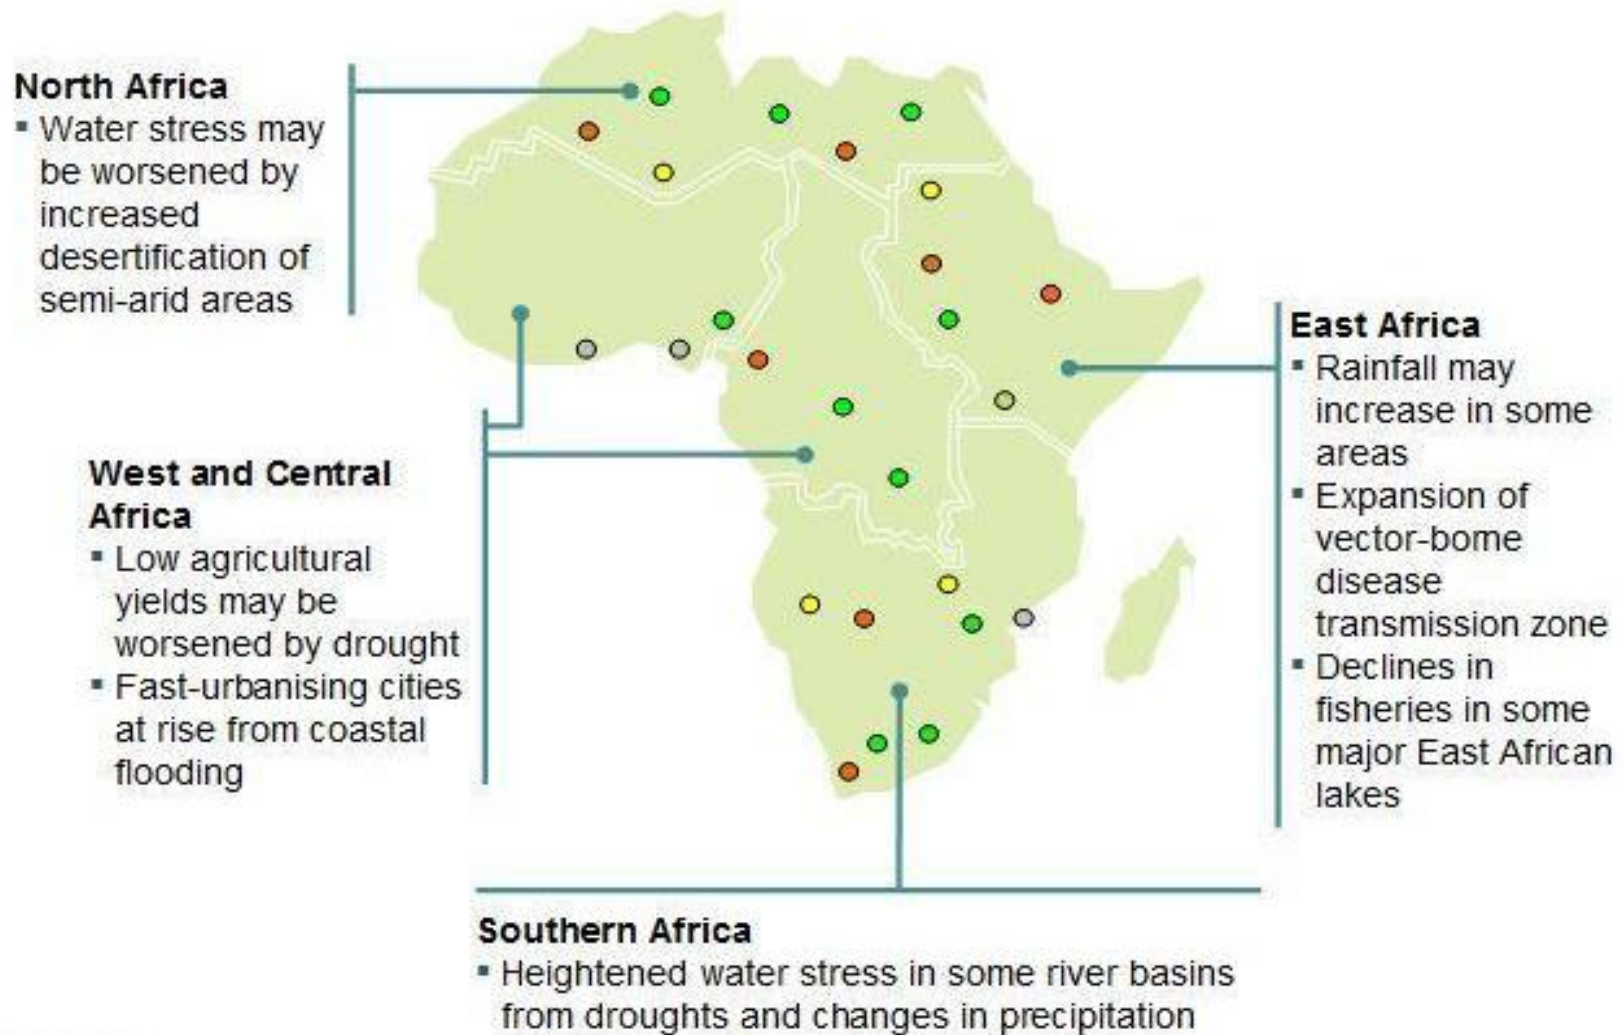 North Africa
▪ Water stress may
be worsened by
increased
desertification of
semi-arid areas
West and Central
Africa
▪ Low agricultural
yields may be
worsened by drought
▪ Fast-urbanising cities
at rise from coastal
flooding
East Africa
▪ Rainfall may
increase in some
areas
▪ Expansion of
vector-borne
disease
transmission zone
▪ Declines in
fisheries in some
major East African
lakes
Southern Africa
▪ Heightened water stress in some river basins
from droughts and changes in precipitation